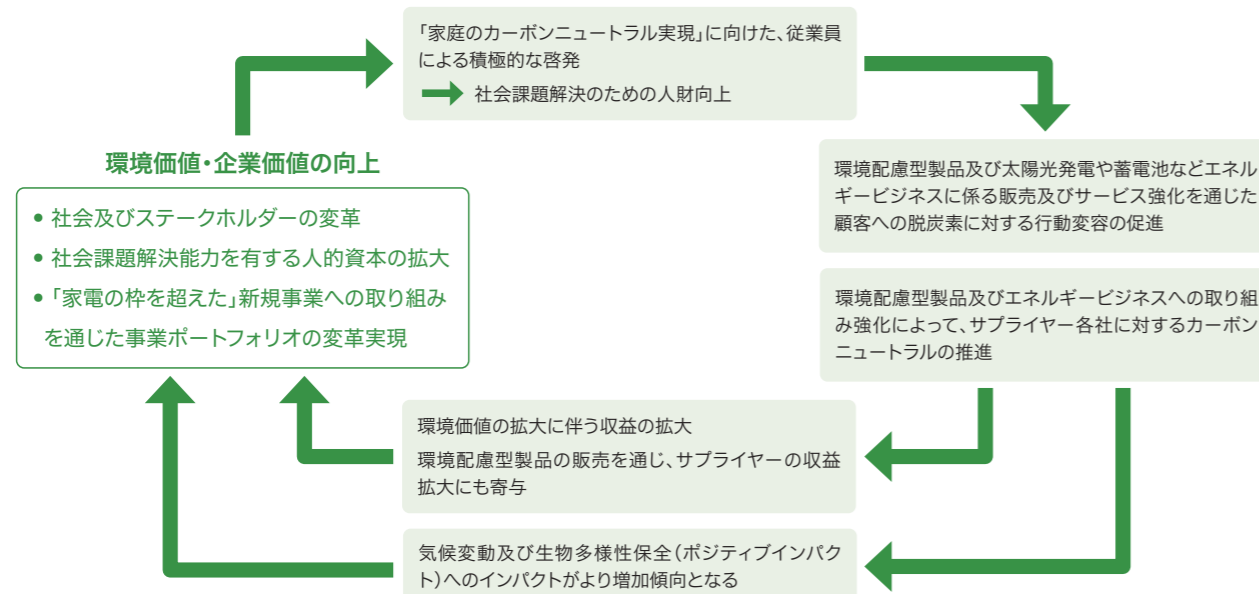 「家庭のカーボンニュートラル実現」に向けた、従業員
による積極的な啓発
社会課題解決のための人財向上
環境配慮型製品及び太陽光発電や蓄電池などエネル
ギービジネスに係る販売及びサービス強化を通じた
顧客への脱炭素に対する行動変容の促進
環境配慮型製品及びエネルギービジネスへの取り組
み強化によって、サプライヤー各社に対するカーボン
ニュートラルの推進
環境価値の拡大に伴う収益の拡大
環境配慮型製品の販売を通じ、サプライヤーの収益
拡大にも寄与
気候変動及び生物多様性保全(ポジティブインパク
ト)へのインパクトがより増加傾向となる
環境価値・企業価値の向上
• 社会及びステークホルダーの変革
• 社会課題解決能力を有する人的資本の拡大
• 「家電の枠を超えた」新規事業への取り組み
を通じた事業ポートフォリオの変革実現